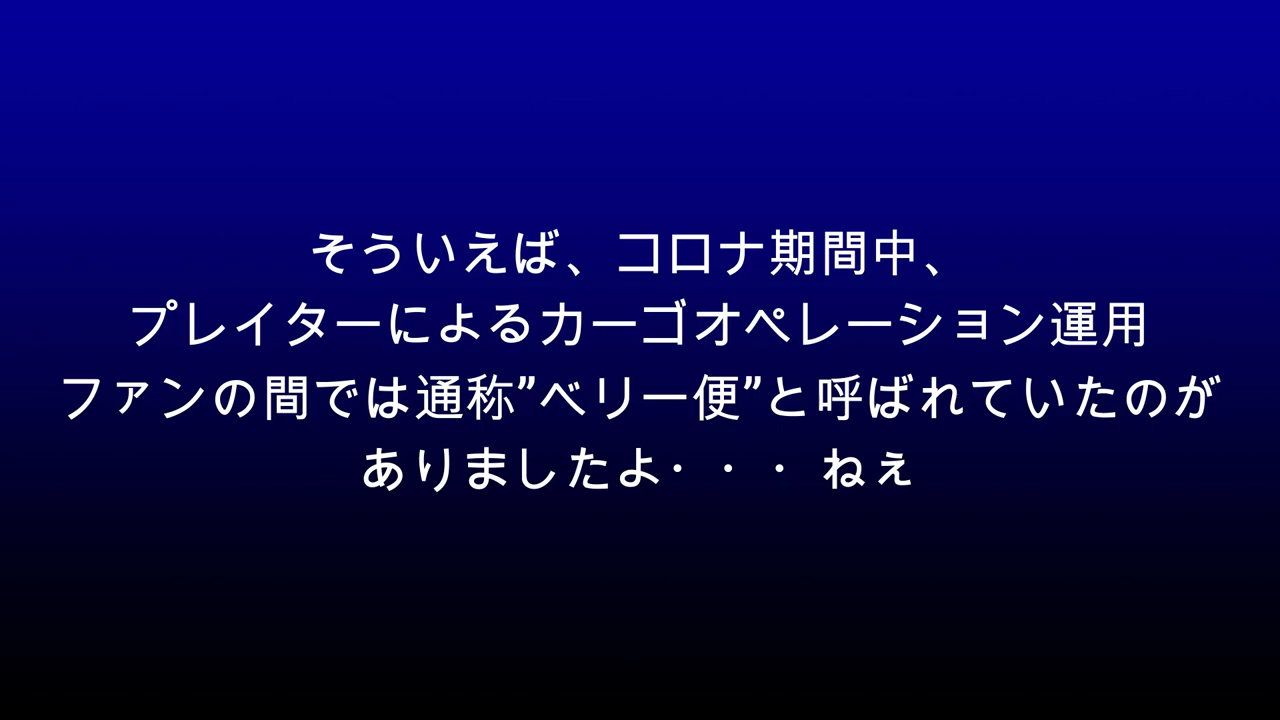 そういえば、コロナ期間中、
プレイターによるカーゴオペレーション運用
ファンの間では通称”ベリー便”と呼ばれていたのが
ありましたよ・・・ねぇ